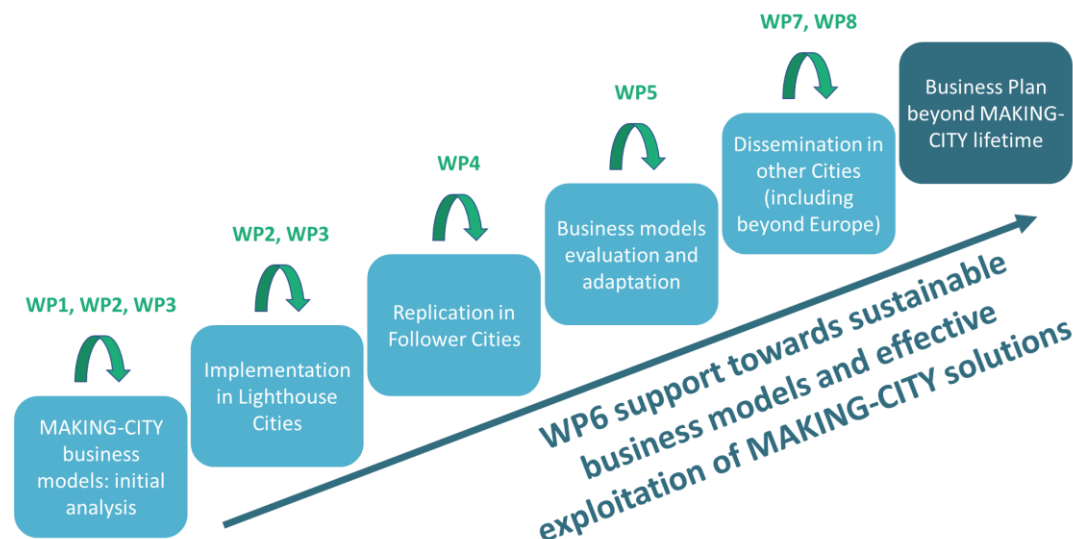 WP1, WP2, WP3
MAKING-CITY
business
models: initial
analysis
WP2, WP3
Implementation
in Lighthouse
Cities
WP4
Replication in
Follower Cities
WP5
Business models
evaluation and
adaptation
WP7, WP8
Dissemination in
other Cities
(including
beyond Europe)
Business Plan
beyond MAKING-
CITY lifetime
WP6 support towards sustainable
business models and effective
exploitation of MAKING-CITY solutions